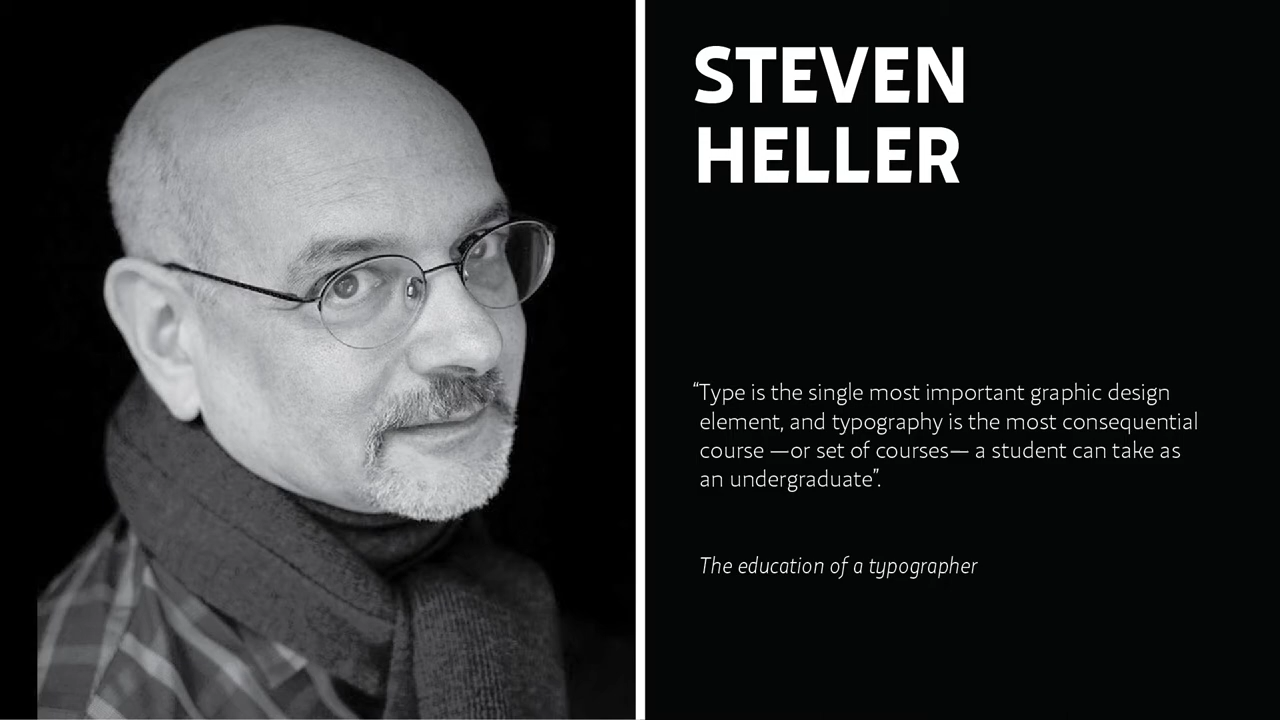 STEVEN
HELLER
“Type is the single most important graphic design
element, and typography is the most consequential
course —or set of courses— a student can take as
an undergraduate”.
The education of a typographer